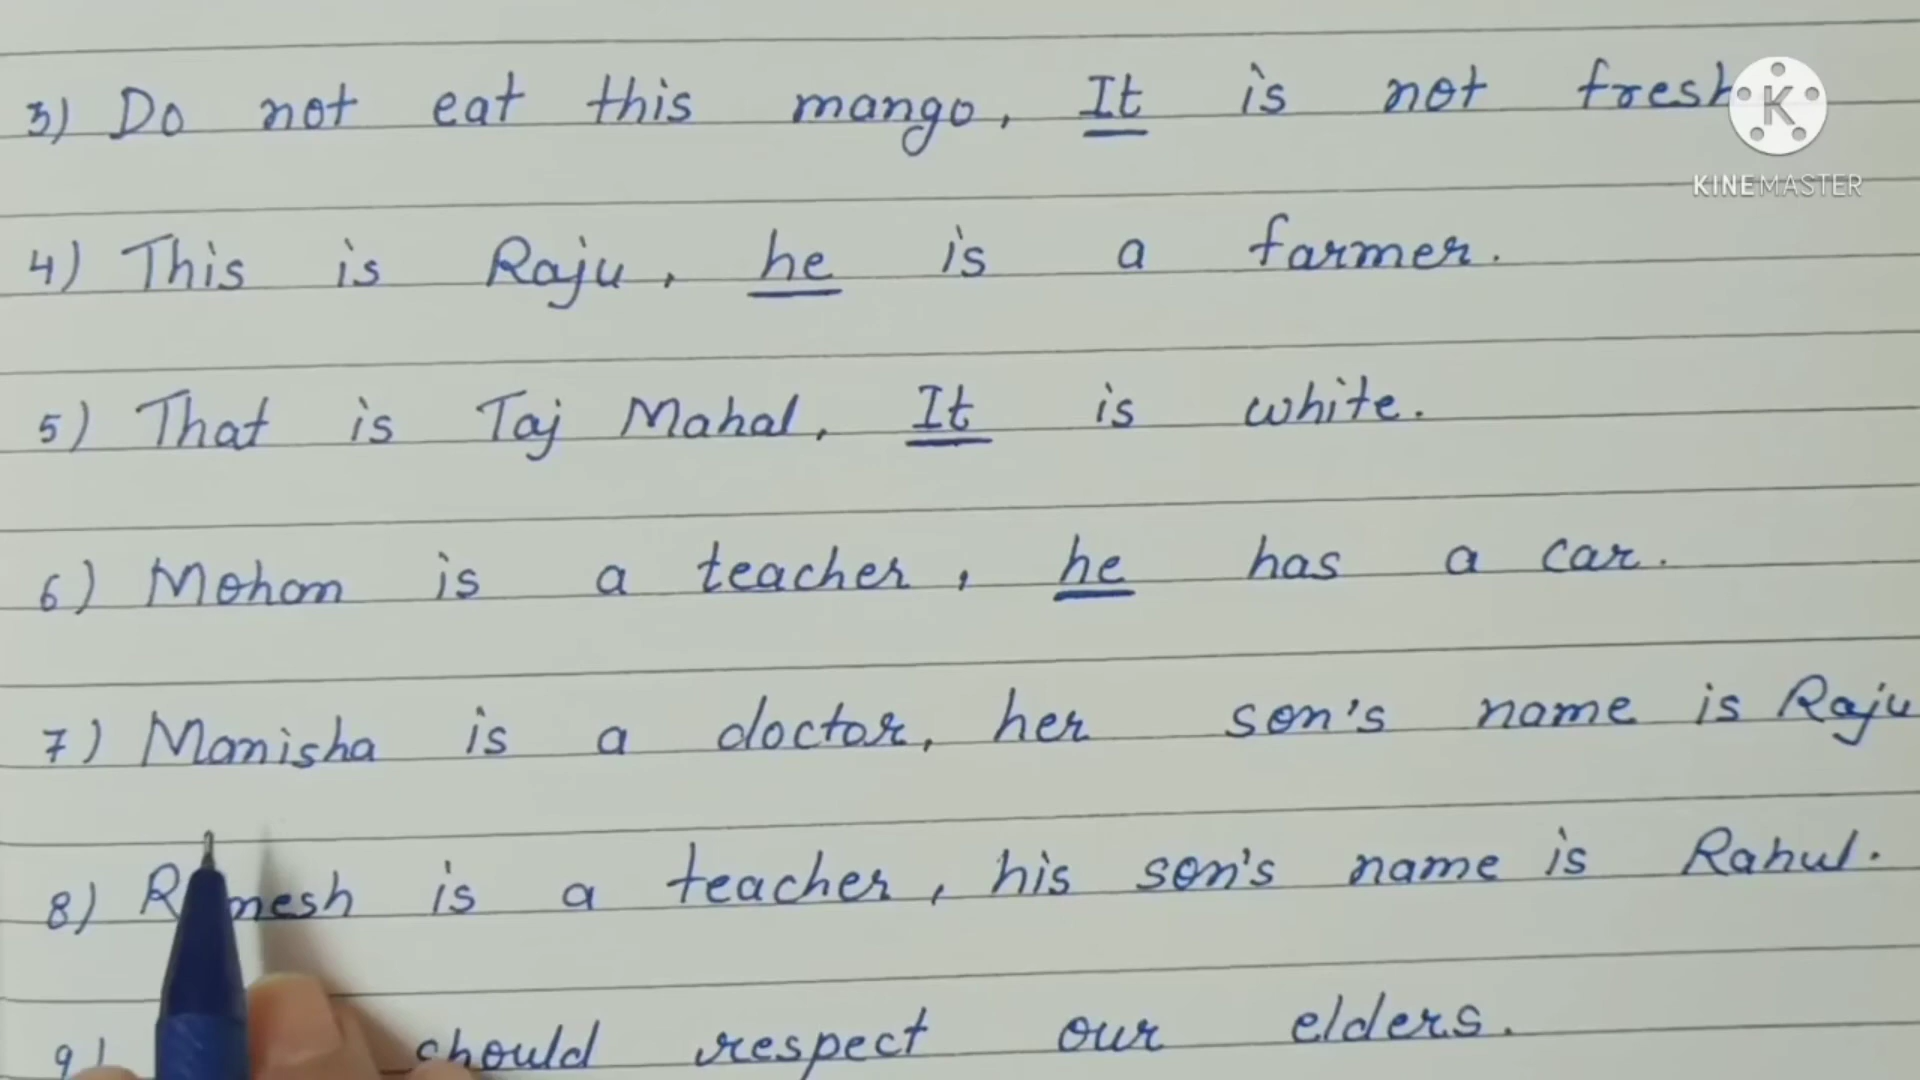 3) Do not eat this mango, It is not fresh
4) This is Raju, he is a farmer.
5) That is Taj Mahal, It is white.
6) Mohan is a teacher, he has a car.
7) Manisha is a doctor, her son's name is Raju
8) is a teacher, his son's name is Rahul.
9) should respect our elders.
KINEMASTER